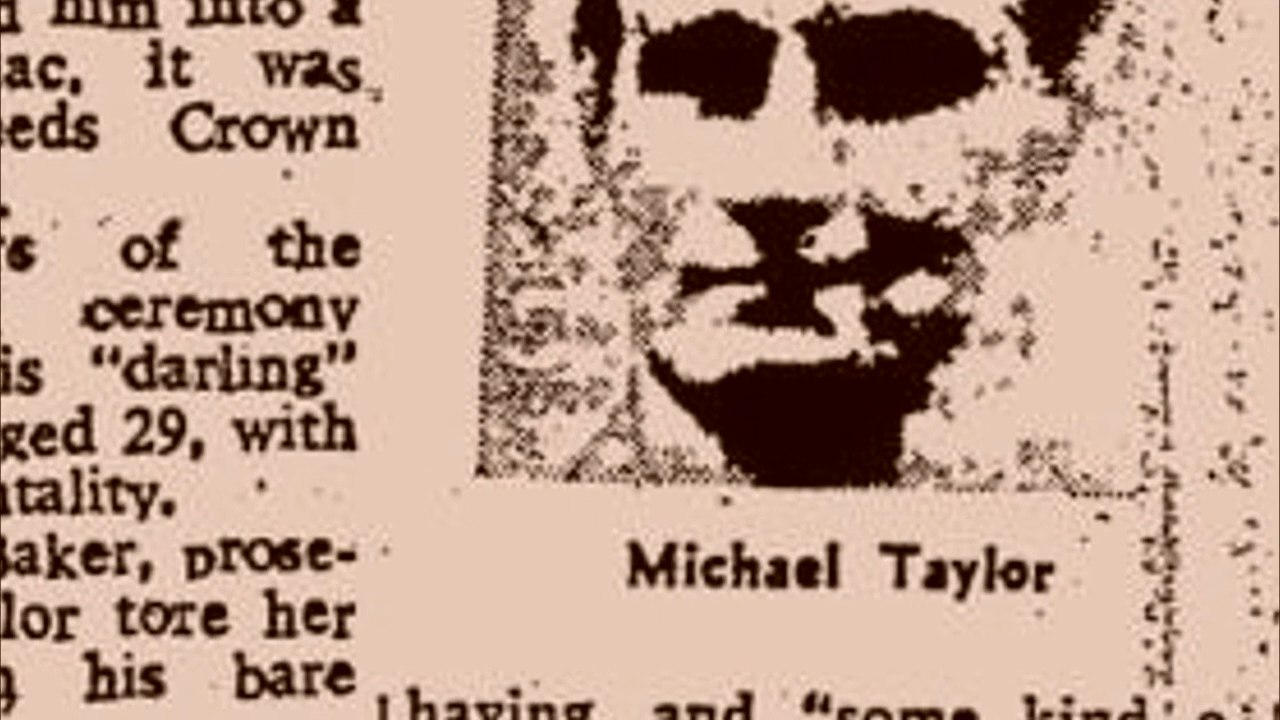 him into a
ac, it was
eds Crown
of the
ceremony
is "darling"
ged 29, with
tality.
Baker, prose-
lor tore her
his bare
Michael Taylor
having and "some kind